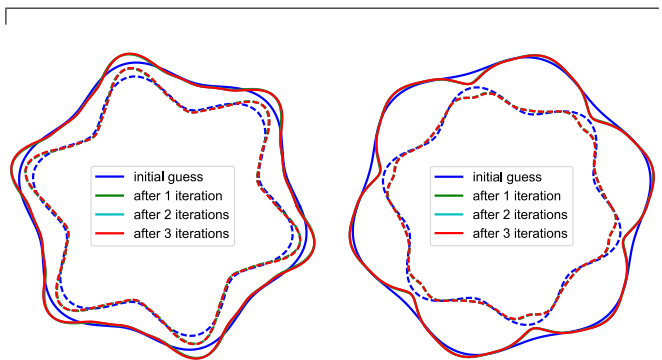 initial guess
after 1 iteration
after 2 iterations
after 3 iterations
initial guess
after 1 iteration
after 2 iterations
after 3 iterations